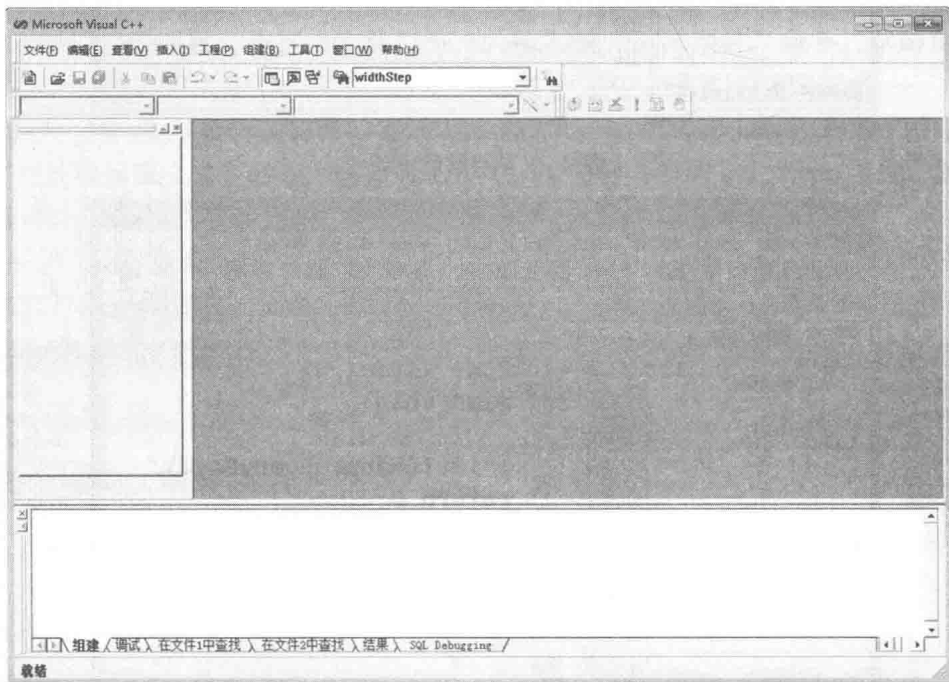 Microsoft Visual C++
文件(F) 编辑(E) 查看(V) 插入(I) 工程(P) 组建(B) 工具(T) 窗口(W) 帮助(H)
widthStep
组建 调试 在文件1中查找 在文件2中查找 结果 SQL Debugging
就绪